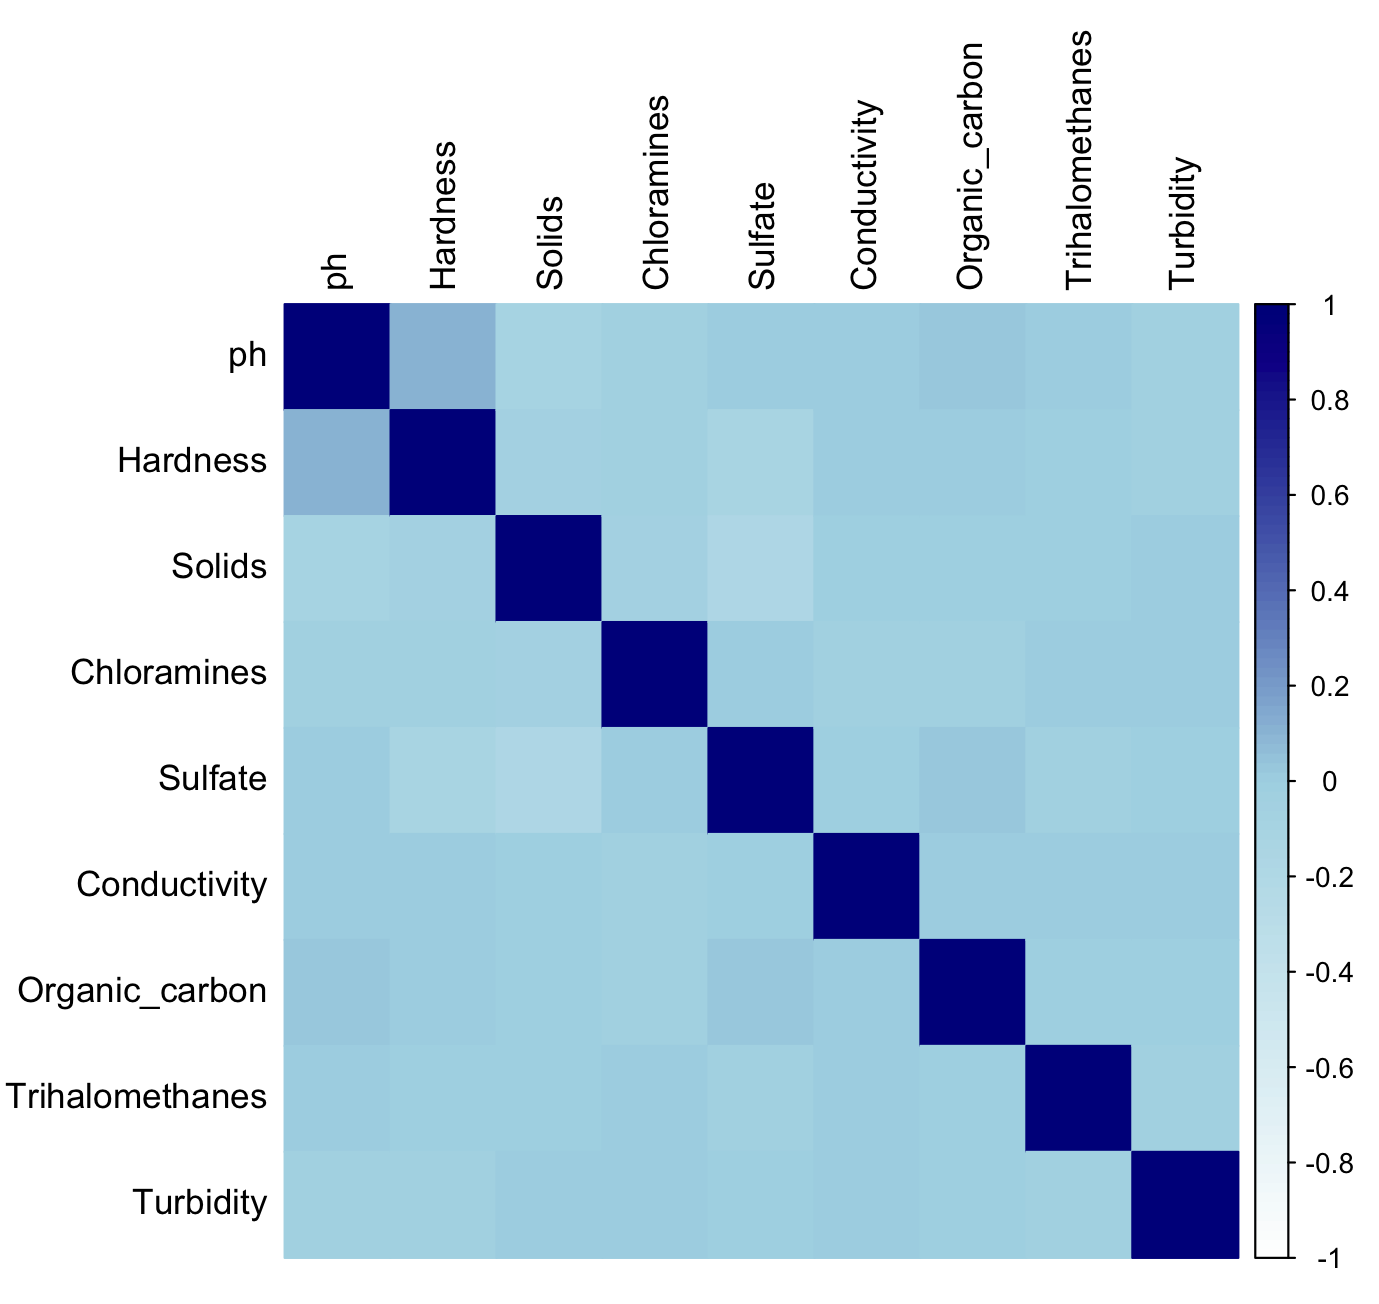 ph
Hardness
Solids
Chloramines
Sulfate
Conductivity
Organic_carbon
Trihalomethanes
Turbidity
ph
Hardness
Solids
Chloramines
Sulfate
Conductivity
Organic_carbon
Trihalomethanes
Turbidity
1
0.8
0.6
0.4
0.2
0
-0.2
-0.4
-0.6
-0.8
-1